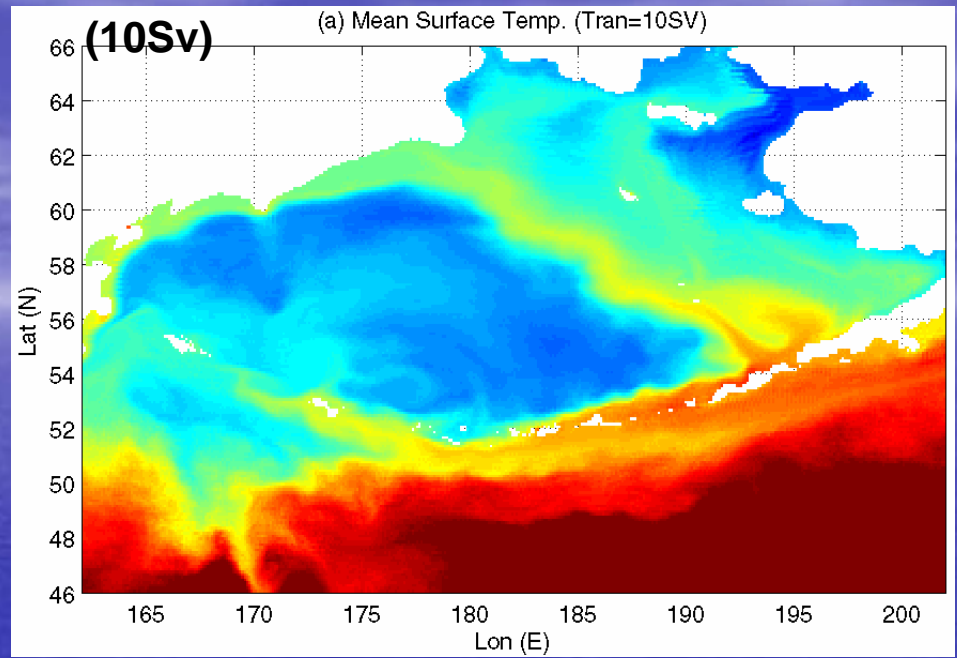 (a) Mean Surface Temp. (Tran=10SV)
(10Sv)
66
64
62
60
58
56
54
52
50
48
46
Lat (N)
165 170 175 180 185 190 195 200
Lon (E)